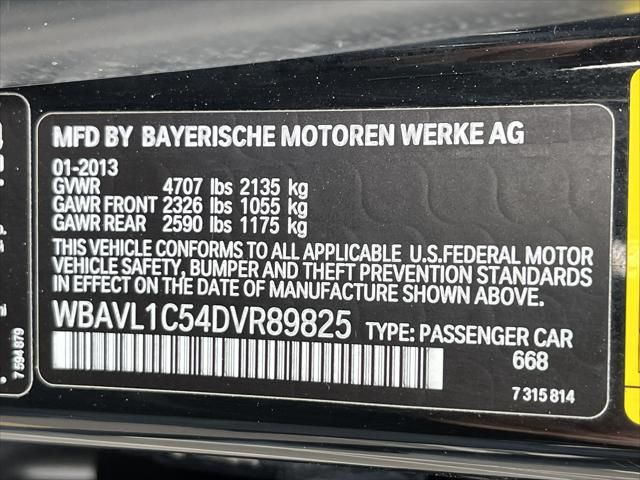 MFD BY BAYERISCHE MOTOREN WERKE AG
01-2013
GVWR 4707 lbs 2135 kg
GAWR FRONT 2326 lbs 1055 kg
GAWR REAR 2590 lbs 1175 kg
THIS VEHICLE CONFORMS TO ALL APPLICABLE U.S.FEDERAL MOTOR
VEHICLE SAFETY, BUMPER AND THEFT PREVENTION STANDARDS
IN EFFECT ON THE DATE OF MANUFACTURE SHOWN ABOVE.
WBAVL1C54DVR89825 TYPE: PASSENGER CAR
668
7 315 814
7 594 879